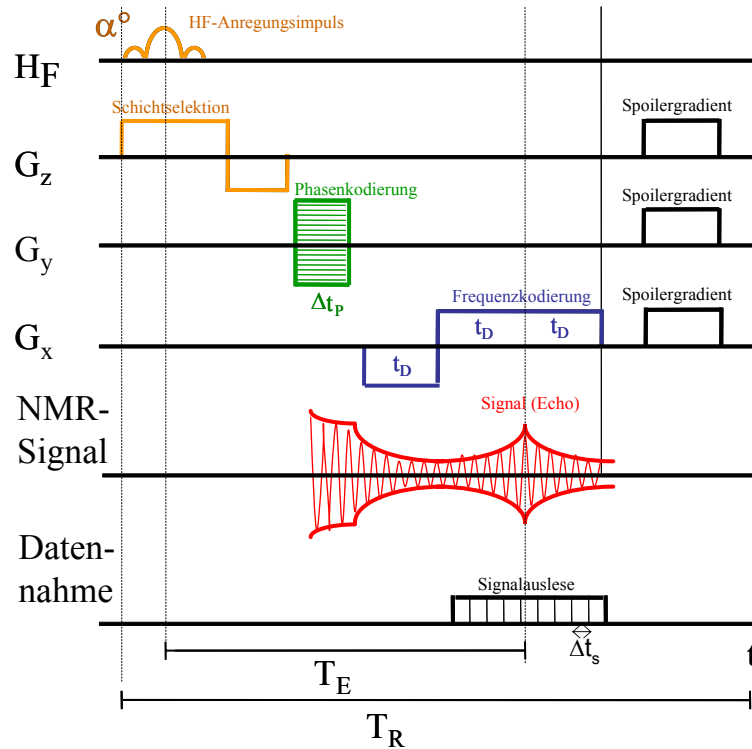 α°
HF-Anregungsimpuls
HF
Schichtselektion
Spoilergradient
Gz
Phasenkodierung
Spoilergradient
Gy
ΔtP
Frequenzkodierung
Spoilergradient
tD
tD
Gx
tD
NMR-
Signal
Signal (Echo)
Daten-
nahme
Signalauslese
Δts
t
TE
TR